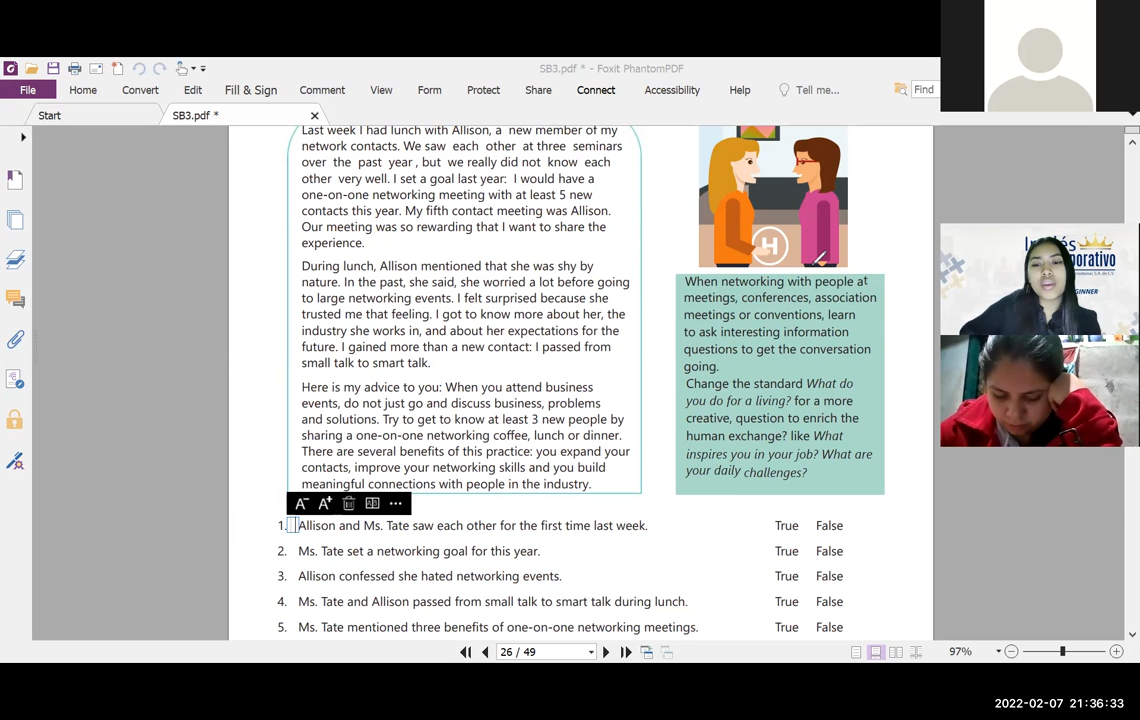 SB3.pdf * - Foxit PhantomPDF
File Home Convert Edit Fill & Sign Comment View Form Protect Share Connect Accessibility Help Tell me... Find
Start SB3.pdf *
Last week I had lunch with Allison, a new member of my
network contacts. We saw each other at three seminars
over the past year, but we really did not know each
other very well. I set a goal last year: I would have a
one-on-one networking meeting with at least 5 new
contacts this year. My fifth contact meeting was Allison.
Our meeting was so rewarding that I want to share the
experience.
During lunch, Allison mentioned that she was shy by
nature. In the past, she said, she worried a lot before going
to large networking events. I felt surprised because she
trusted me that feeling. I got to know more about her, the
industry she works in, and about her expectations for the
future. I gained more than a new contact: I passed from
small talk to smart talk.
Here is my advice to you: When you attend business
events, do not just go and discuss business, problems
and solutions. Try to get to know at least 3 new people by
sharing a one-on-one networking coffee, lunch or dinner.
There are several benefits of this practice: you expand your
contacts, improve your networking skills and you build
meaningful connections with people in the industry.
H
When networking with people at
meetings, conferences, association
meetings or conventions, learn
to ask interesting information
questions to get the conversation
going.
Change the standard What do
you do for a living? for a more
creative, question to enrich the
human exchange? like What
inspires you in your job? What are
your daily challenges?
1. Allison and Ms. Tate saw each other for the first time last week. True False
2. Ms. Tate set a networking goal for this year. True False
3. Allison confessed she hated networking events. True False
4. Ms. Tate and Allison passed from small talk to smart talk during lunch. True False
5. Ms. Tate mentioned three benefits of one-on-one networking meetings. True False
26 / 49
97%
2022-02-07 21:36:33